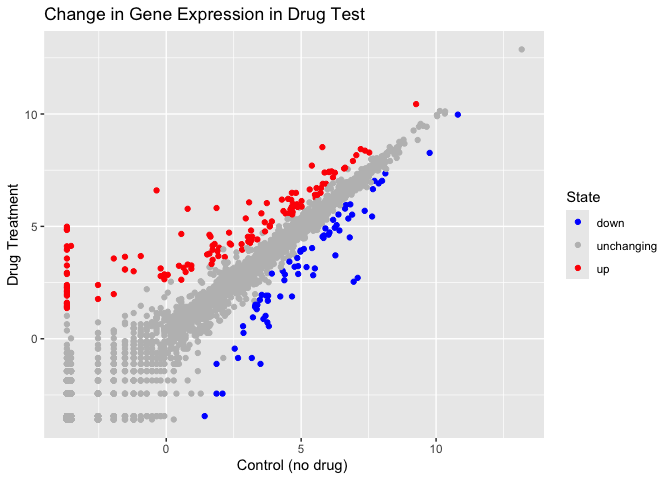 Change in Gene Expression in Drug Test
10
5
0
Drug Treatment
0 5 10
Control (no drug)
State
down
unchanging
up